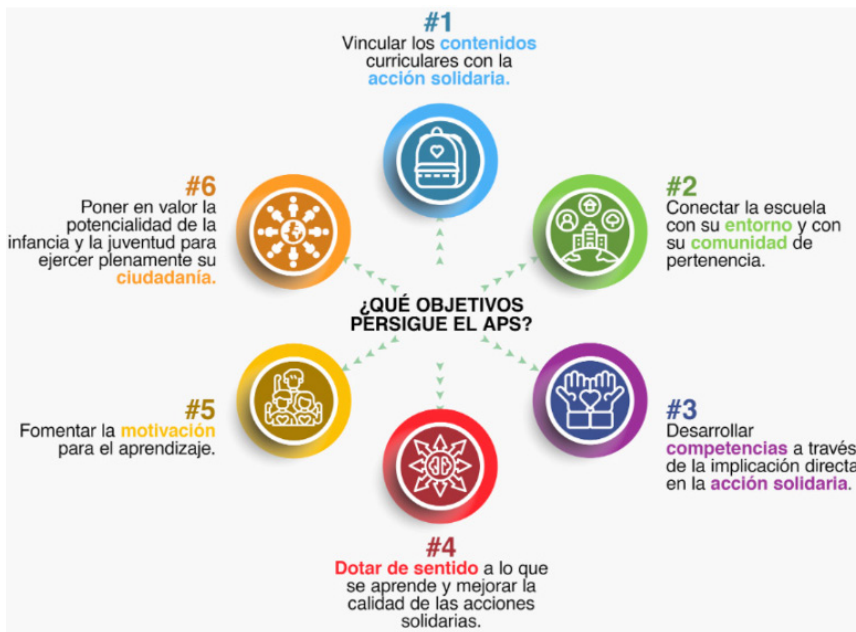 #1
Vincular los contenidos
curriculares con la
acción solidaria.
#2
Conectar la escuela
con su entorno y con
su comunidad de
pertenencia.
#3
Desarrollar
competencias a través
de la implicación directa
en la acción solidaria.
#4
Dotar de sentido a lo que
se aprende y mejorar la
calidad de las acciones
solidarias.
#5
Fomentar la motivación
para el aprendizaje.
#6
Poner en valor la
potencialidad de la
infancia y la juventud para
ejercer plenamente su
ciudadanía.
¿QUÉ OBJETIVOS
PERSIGUE EL APS?